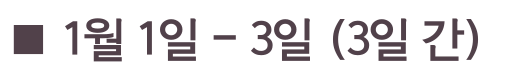 ■ 1월 1일 – 3일 (3일 간)